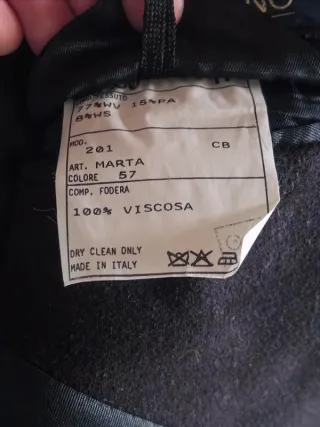 NO
77%WV 15%PA
8%WS
MOD. 201 CB
ART. MARTA
COLORE 57
COMP. FODERA
100% VISCOSA
DRY CLEAN ONLY
MADE IN ITALY